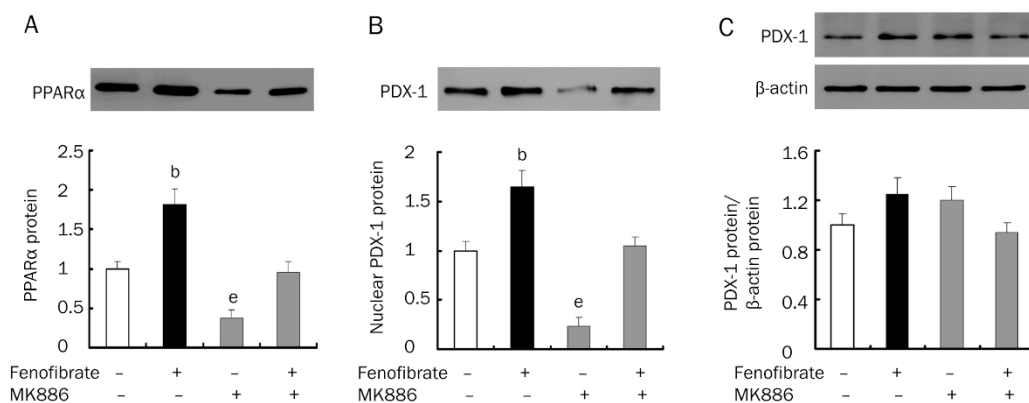 A
PPARα
2.5
2
1.5
1
0.5
0
PPARα protein
b
e
Fenofibrate – + – +
MK886 – – + +
B
PDX-1
2
1.5
1
0.5
0
Nuclear PDX-1 protein
b
e
– + – +
– – + +
C
PDX-1
β-actin
1.6
1.2
0.8
0.4
0
PDX-1 protein/
β-actin protein
Fenofibrate – + – +
MK886 – – + +